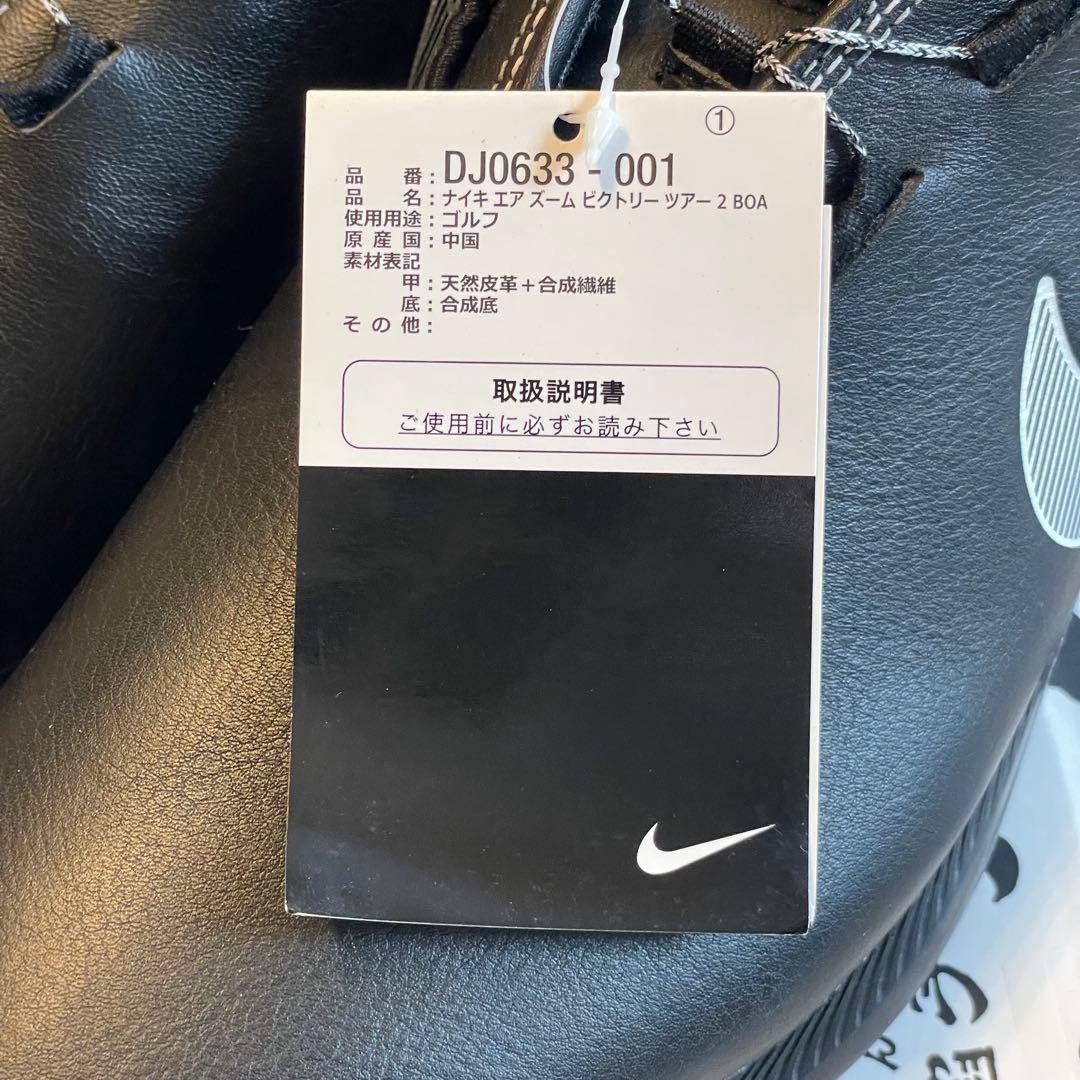 ①
品番:DJ0633-001
品名:ナイキ エア ズーム ビクトリー ツアー 2 BOA
使用用途:ゴルフ
原産国:中国
素材表記
甲:天然皮革+合成繊維
底:合成底
その他:
取扱説明書
ご使用前に必ずお読み下さい